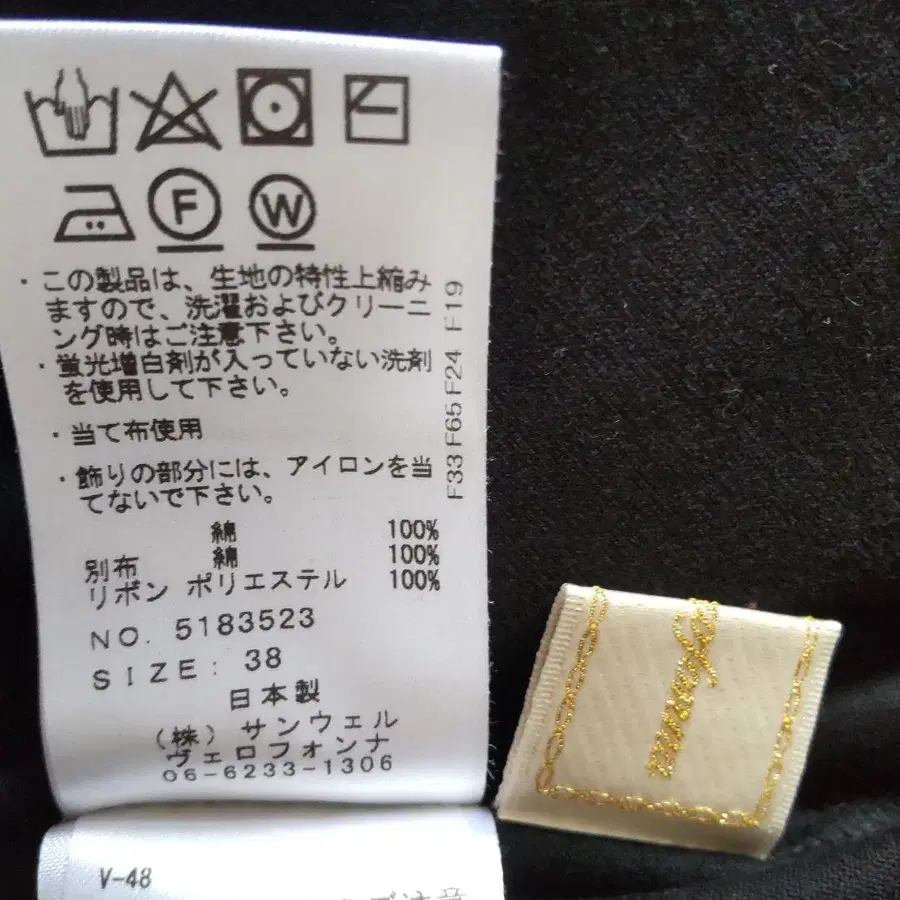 F
W
・この製品は、生地の特性上縮み
ますので、洗濯およびクリーニ
ング時はご注意下さい。
・蛍光増白剤が入っていない洗剤
を使用して下さい。
・当て布使用
・飾りの部分には、アイロンを当
てないで下さい。
F33F65F24 F19
綿 100%
別布 綿 100%
リボン ポリエステル 100%
NO. 5183523
SIZE: 38
日本製
(株) サンウェル
ヴェロフォンナ
06-6233-1306
V-48